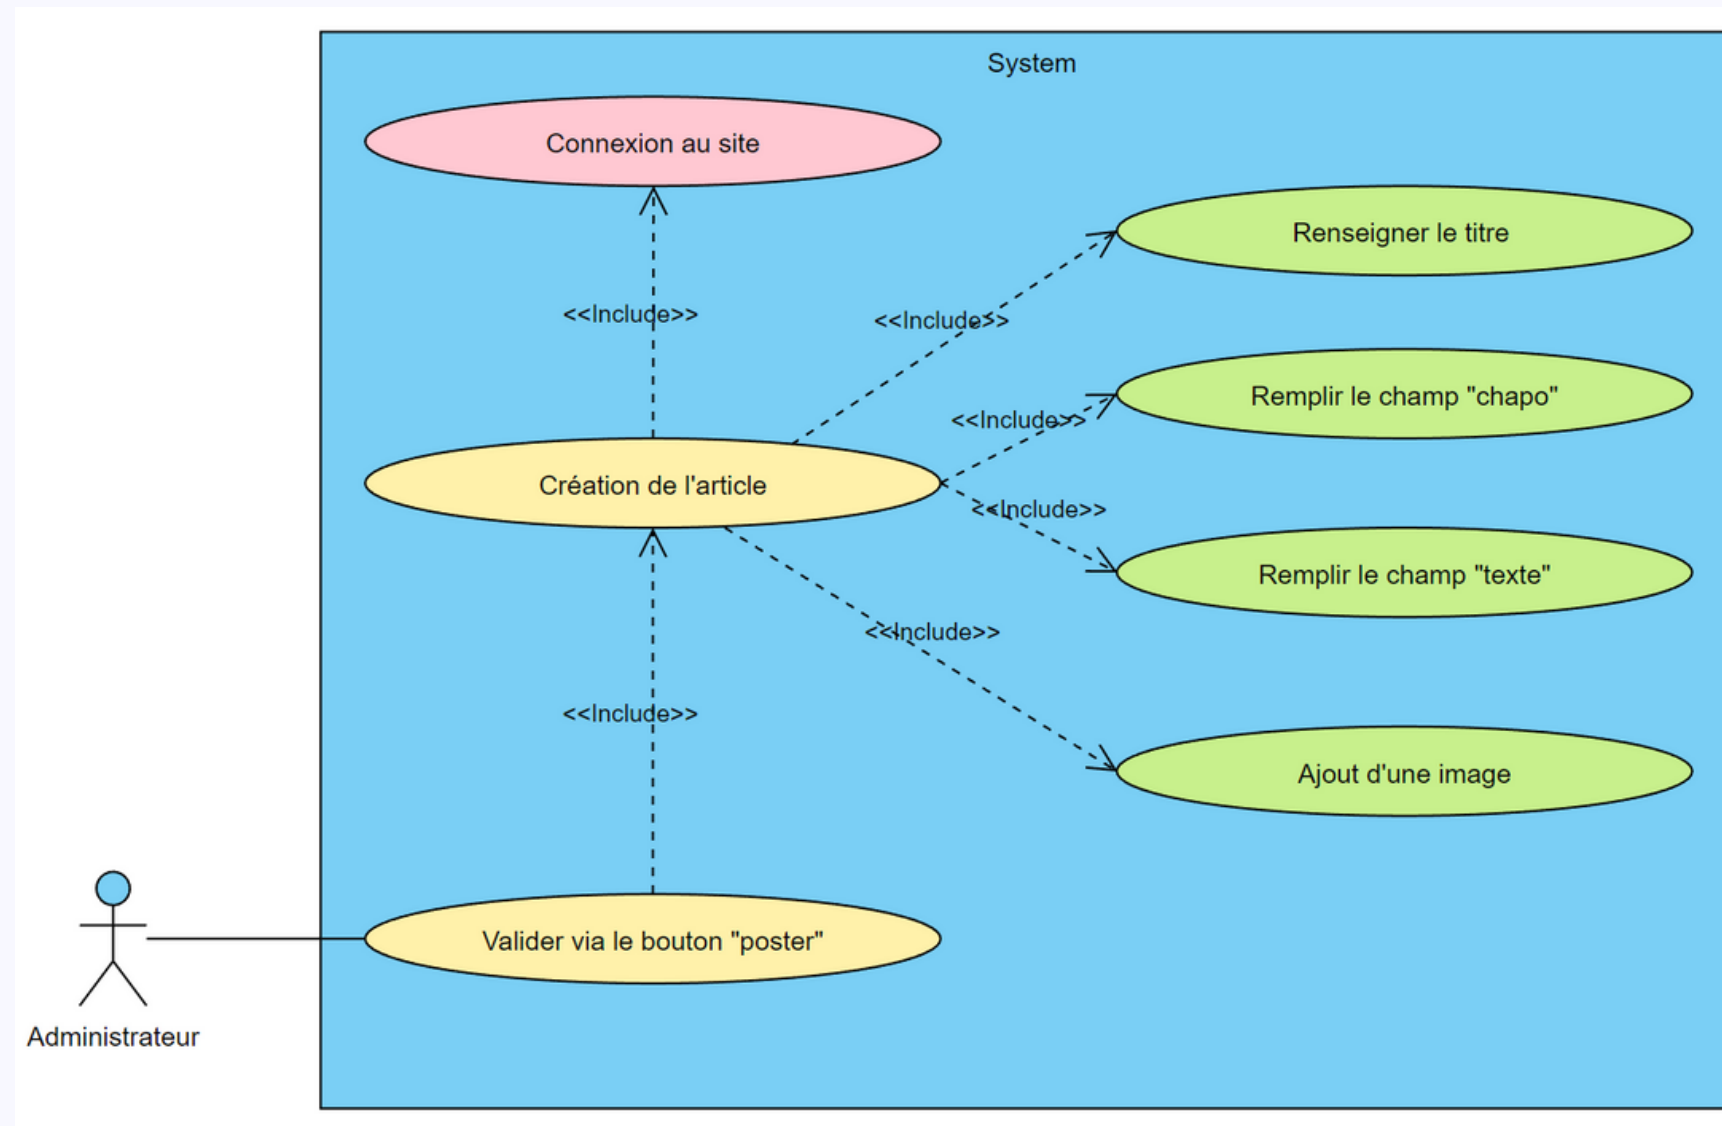 System
Connexion au site
<<Include>>
Renseigner le titre
<<Include>>
Remplir le champ "chapo"
<<Include>>
Création de l'article
<<Include>>
Remplir le champ "texte"
<<Include>>
<<Include>>
Ajout d'une image
Valider via le bouton "poster"
Administrateur